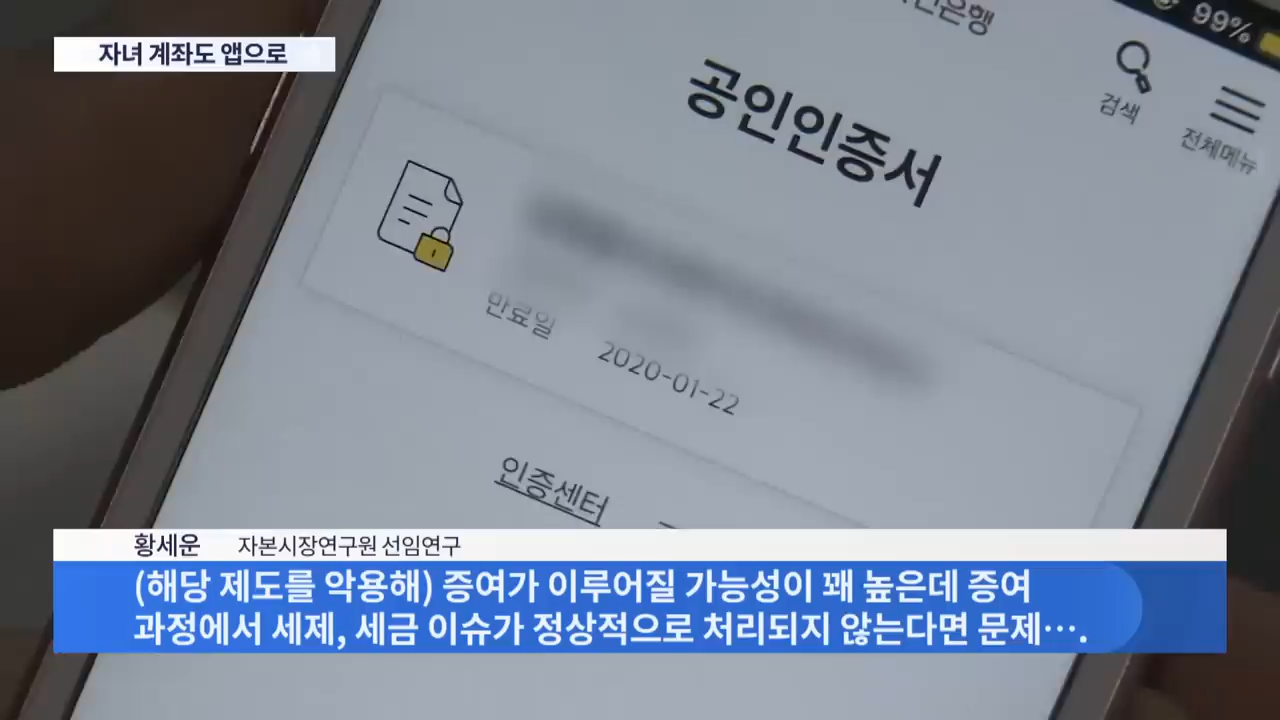 자녀 계좌도 앱으로
99%
검색
전체메뉴
공인인증서
만료일 2020-01-22
인증센터
황세운 자본시장연구원 선임연구
(해당 제도를 악용해) 증여가 이루어질 가능성이 꽤 높은데 증여
과정에서 세제, 세금 이슈가 정상적으로 처리되지 않는다면 문제….